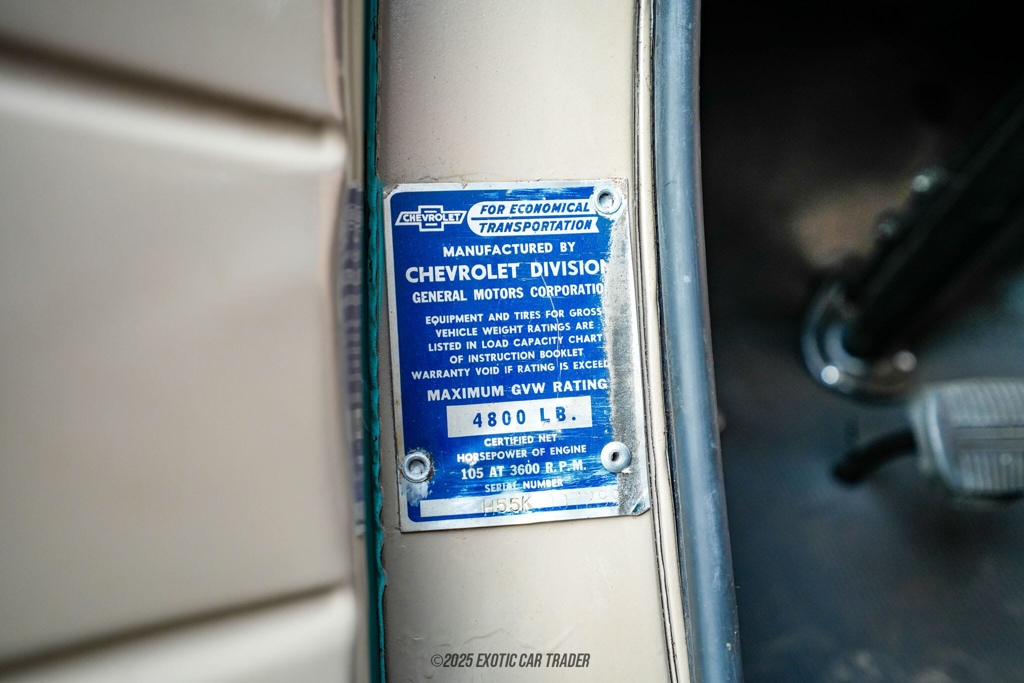 CHEVROLET
FOR ECONOMICAL
TRANSPORTATION
MANUFACTURED BY
CHEVROLET DIVISION
GENERAL MOTORS CORPORATIO
EQUIPMENT AND TIRES FOR GROSS
VEHICLE WEIGHT RATINGS ARE
LISTED IN LOAD CAPACITY CHART
OF INSTRUCTION BOOKLET
WARRANTY VOID IF RATING IS EXCEED
MAXIMUM GVW RATING
4800 LB.
CERTIFIED NET
HORSEPOWER OF ENGINE
105 AT 3600 R.P.M.
SERIAL NUMBER
H55K
©2025 EXOTIC CAR TRADER